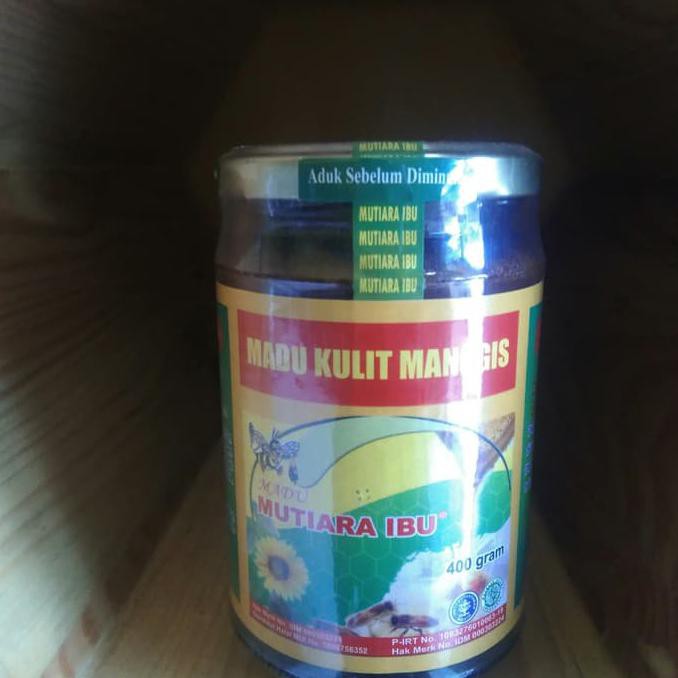 MUTIARA IBU
Aduk Sebelum Dimin
MUTIARA IBU
MUTIARA IBU
MUTIARA IBU
MUTIARA IBU
MADU KULIT MANGGIS
MADU
MUTIARA IBU®
400 gram
P-IRT No.
Hak Merk No. IDM 000303224